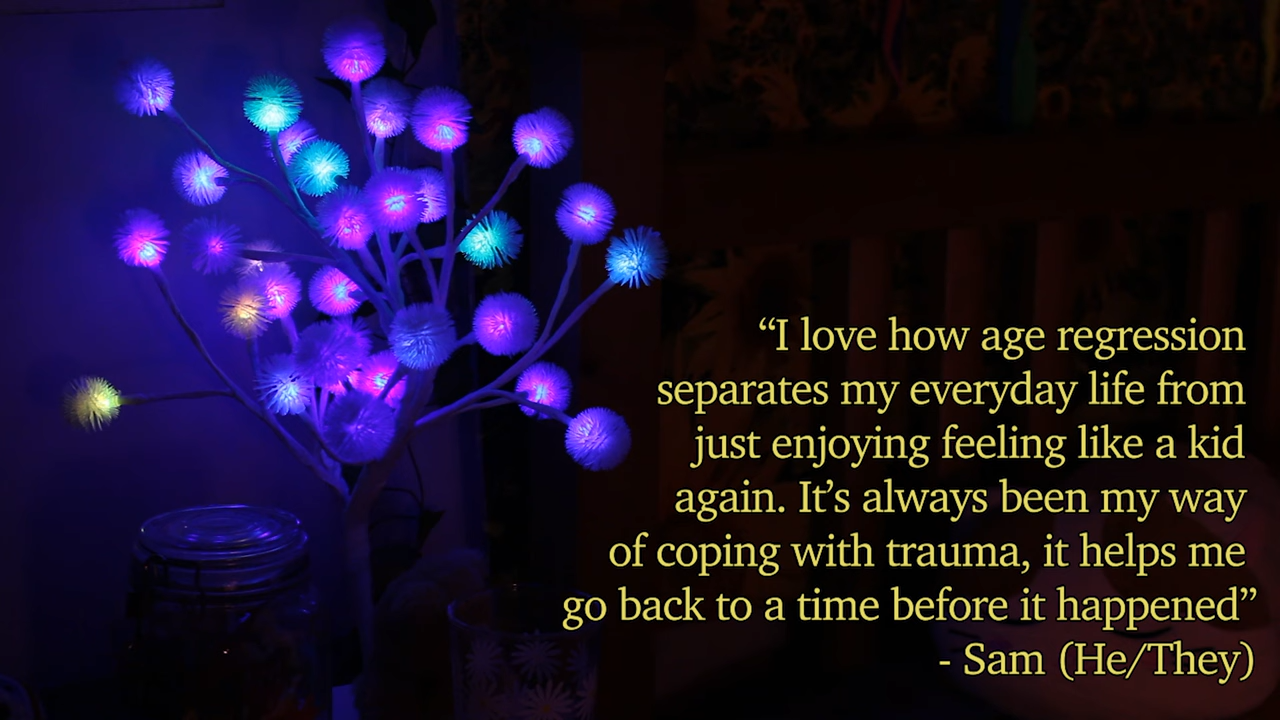 “I love how age regression
separates my everyday life from
just enjoying feeling like a kid
again. It’s always been my way
of coping with trauma, it helps me
go back to a time before it happened”
- Sam (He/They)